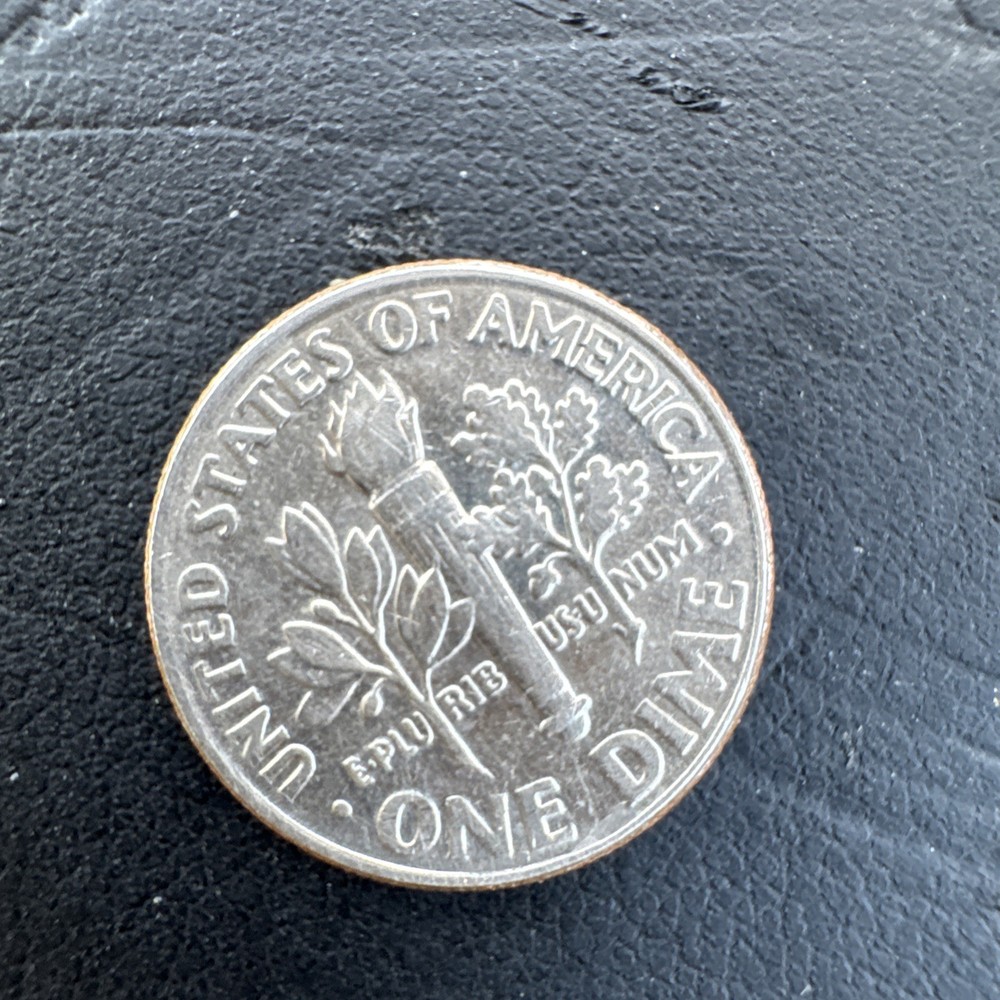 UNITED STATES OF AMERICA
E·PLURIBUS·UNUM
· ONE DIME ·